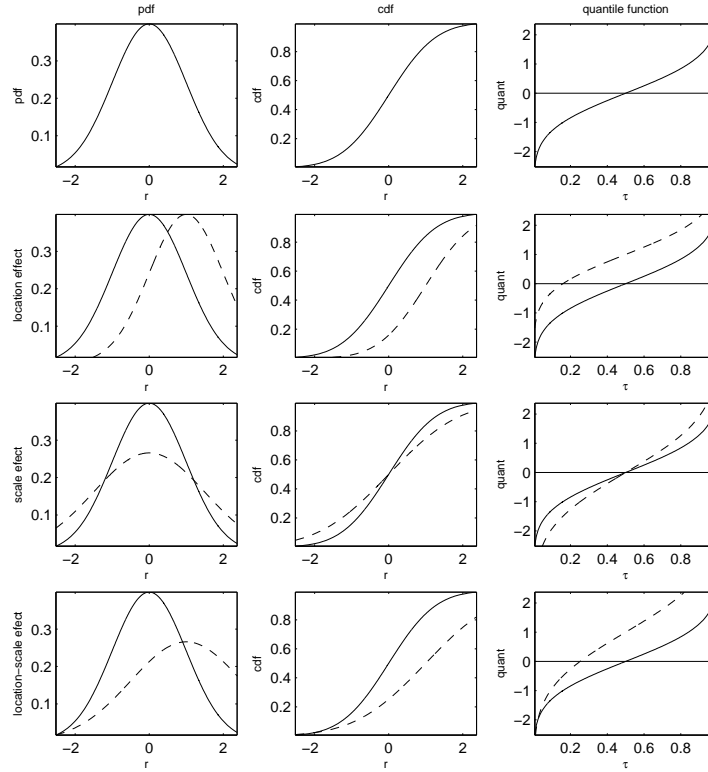 pdf
cdf
quantile function
pdf
0.3
0.2
0.1
−2 0 2
r
cdf
0.8
0.6
0.4
0.2
−2 0 2
r
quant
2
1
0
−1
−2
0.2 0.4 0.6 0.8
τ
location effect
0.3
0.2
0.1
−2 0 2
r
cdf
0.8
0.6
0.4
0.2
−2 0 2
r
quant
2
1
0
−1
−2
0.2 0.4 0.6 0.8
τ
scale efect
0.3
0.2
0.1
−2 0 2
r
cdf
0.8
0.6
0.4
0.2
−2 0 2
r
quant
2
1
0
−1
−2
0.2 0.4 0.6 0.8
τ
location−scale efect
0.3
0.2
0.1
−2 0 2
r
cdf
0.8
0.6
0.4
0.2
−2 0 2
r
quant
2
1
0
−1
−2
0.2 0.4 0.6 0.8
τ